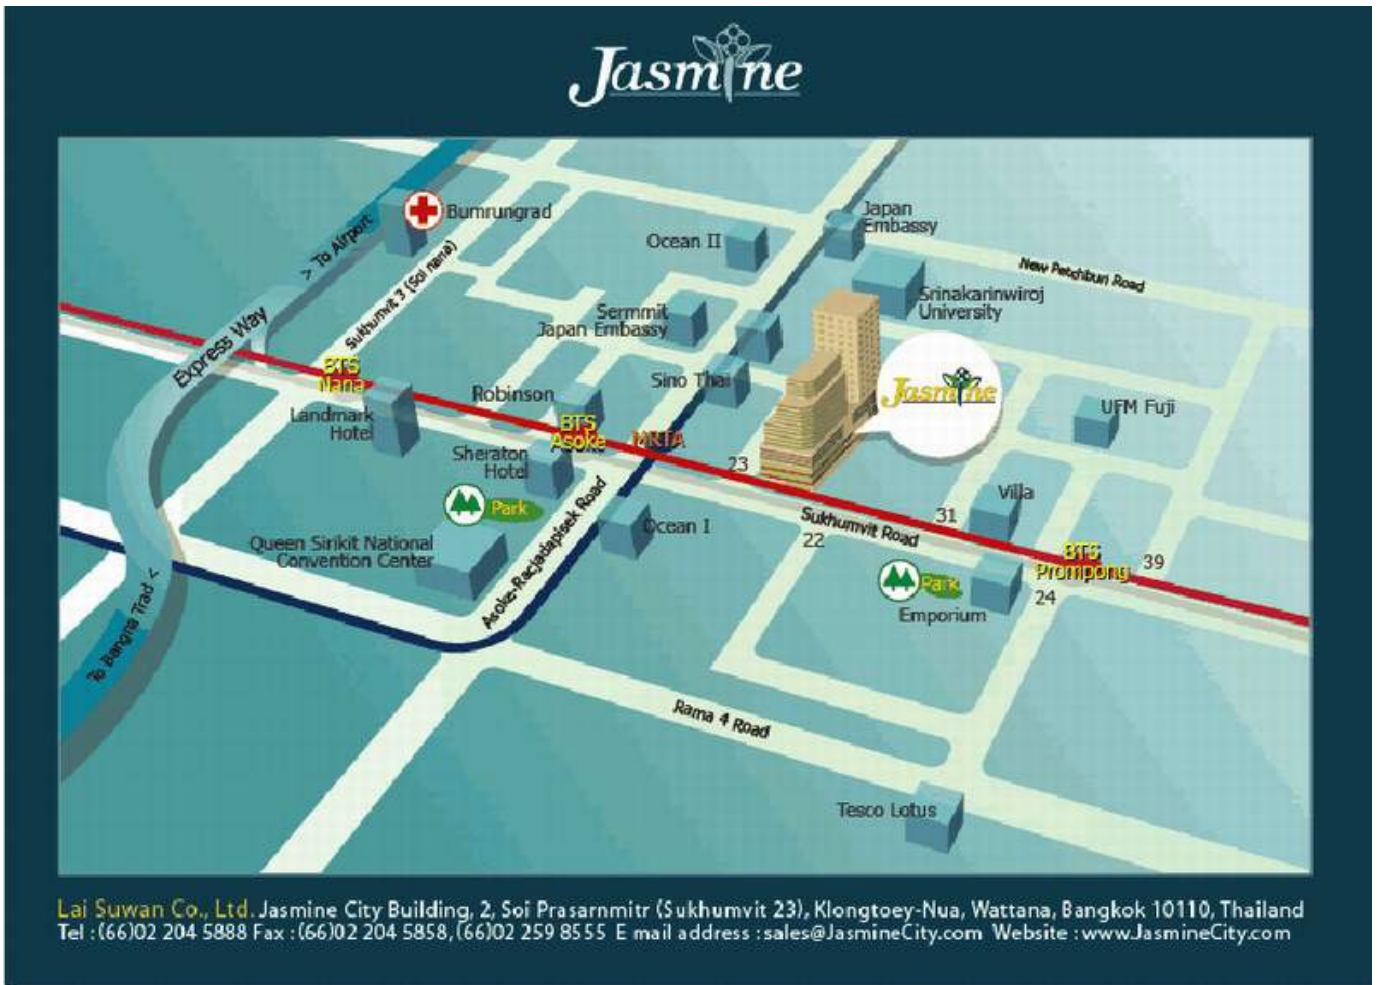 Jasmine
Bumrungrad
> To Airport
Sukhumvit 3 (Soi nana)
Express Way
BTS
Nana
Landmark
Hotel
Robinson
BTS
Asoke
Asoke
MRTA
Sheraton
Hotel
Park
Queen Sirikit National
Convention Center
Asoke-Racjadapisek Road
Ocean I
Ocean II
Sermmit
Japan Embassy
Sino Thai
Japan
Embassy
Srinakarinwiroj
University
New Petchburi Road
Jasmine
UFM Fuji
23
Villa
31
Sukhumvit Road
22
BTS
Prompong
39
24
Park
Emporium
To Bangna Trad <
Rama 4 Road
Tesco Lotus
Lai Suwan Co., Ltd. Jasmine City Building, 2, Soi Prasarnmitr (Sukhumvit 23), Klongtoey-Nua, Wattana, Bangkok 10110, Thailand
Tel : (66)02 204 5888 Fax : (66)02 204 5858, (66)02 259 8555 E mail address : sales@JasmineCity.com Website : www.JasmineCity.com